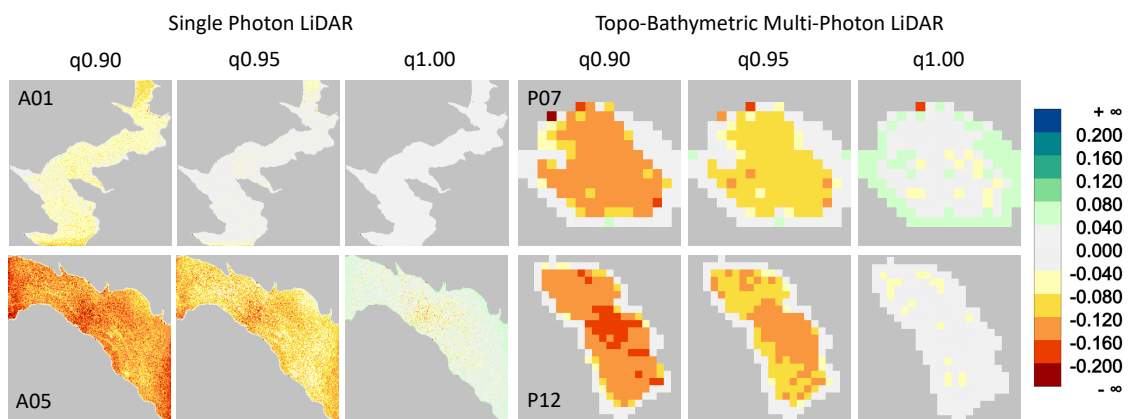 Single Photon LiDAR
Topo-Bathymetric Multi-Photon LiDAR
q0.90 q0.95 q1.00 q0.90 q0.95 q1.00
A01
P07
A05
P12
+ ∞
0.200
0.160
0.120
0.080
0.040
0.000
-0.040
-0.080
-0.120
-0.160
-0.200
- ∞